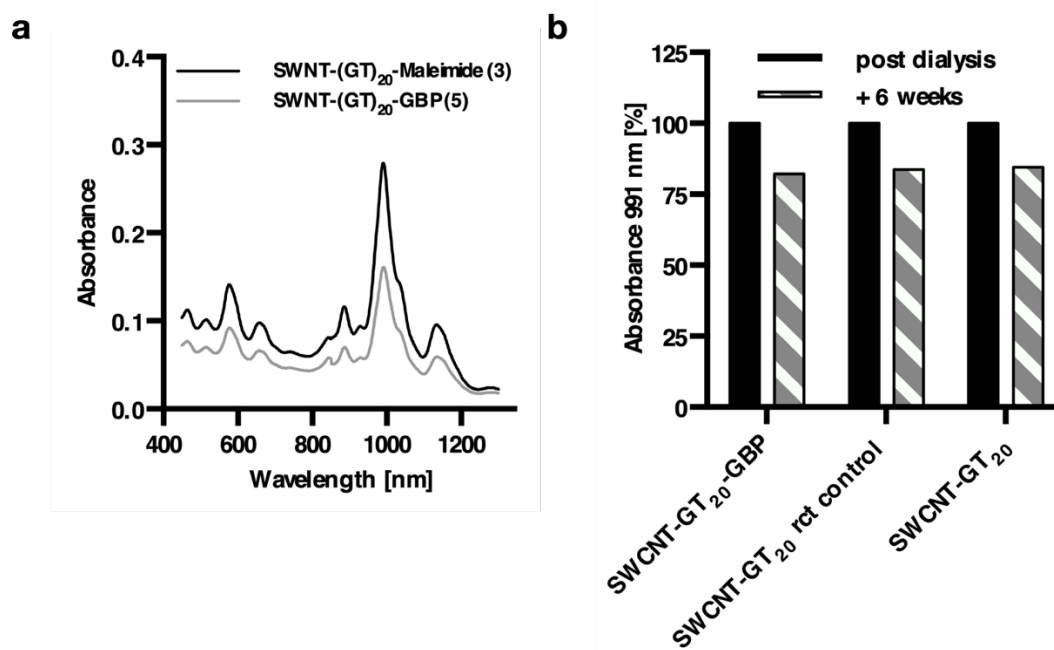 a
0.4
0.3
0.2
0.1
0.0
Absorbance
SWNT-(GT)20-Maleimide (3)
SWNT-(GT)20-GBP(5)
400 600 800 1000 1200
Wavelength [nm]
b
125
100
75
50
25
0
Absorbance 991 nm [%]
post dialysis
+ 6 weeks
SWCNT-GT20-GBP
SWCNT-GT20 rct control
SWCNT-GT20